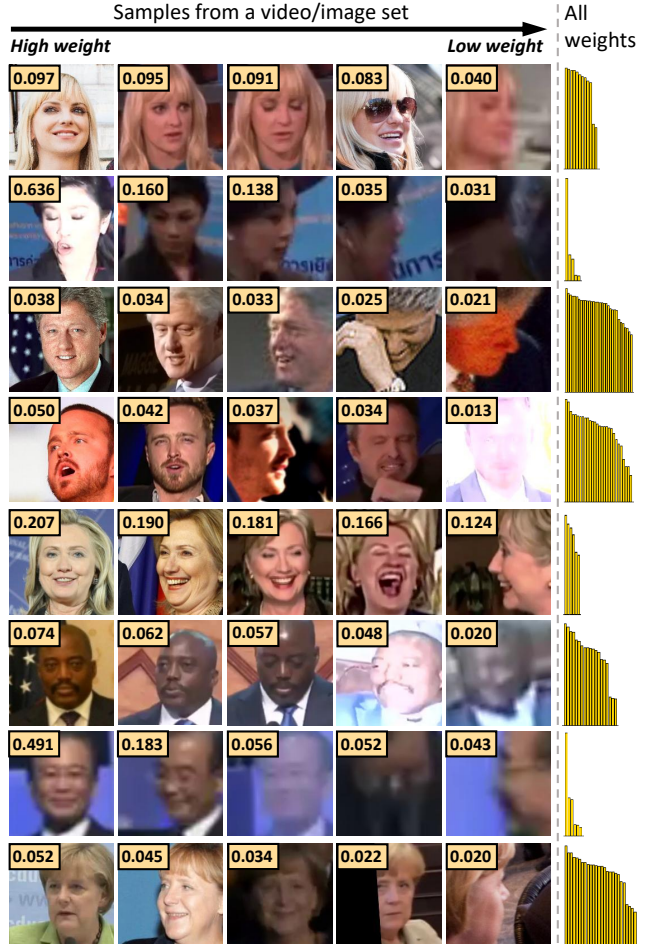 Samples from a video/image set
All
weights
High weight
Low weight
0.097 0.095 0.091 0.083 0.040
0.636 0.160 0.138 0.035 0.031
0.038 0.034 0.033 0.025 0.021
0.050 0.042 0.037 0.034 0.013
0.207 0.190 0.181 0.166 0.124
0.074 0.062 0.057 0.048 0.020
0.491 0.183 0.056 0.052 0.043
0.052 0.045 0.034 0.022 0.020